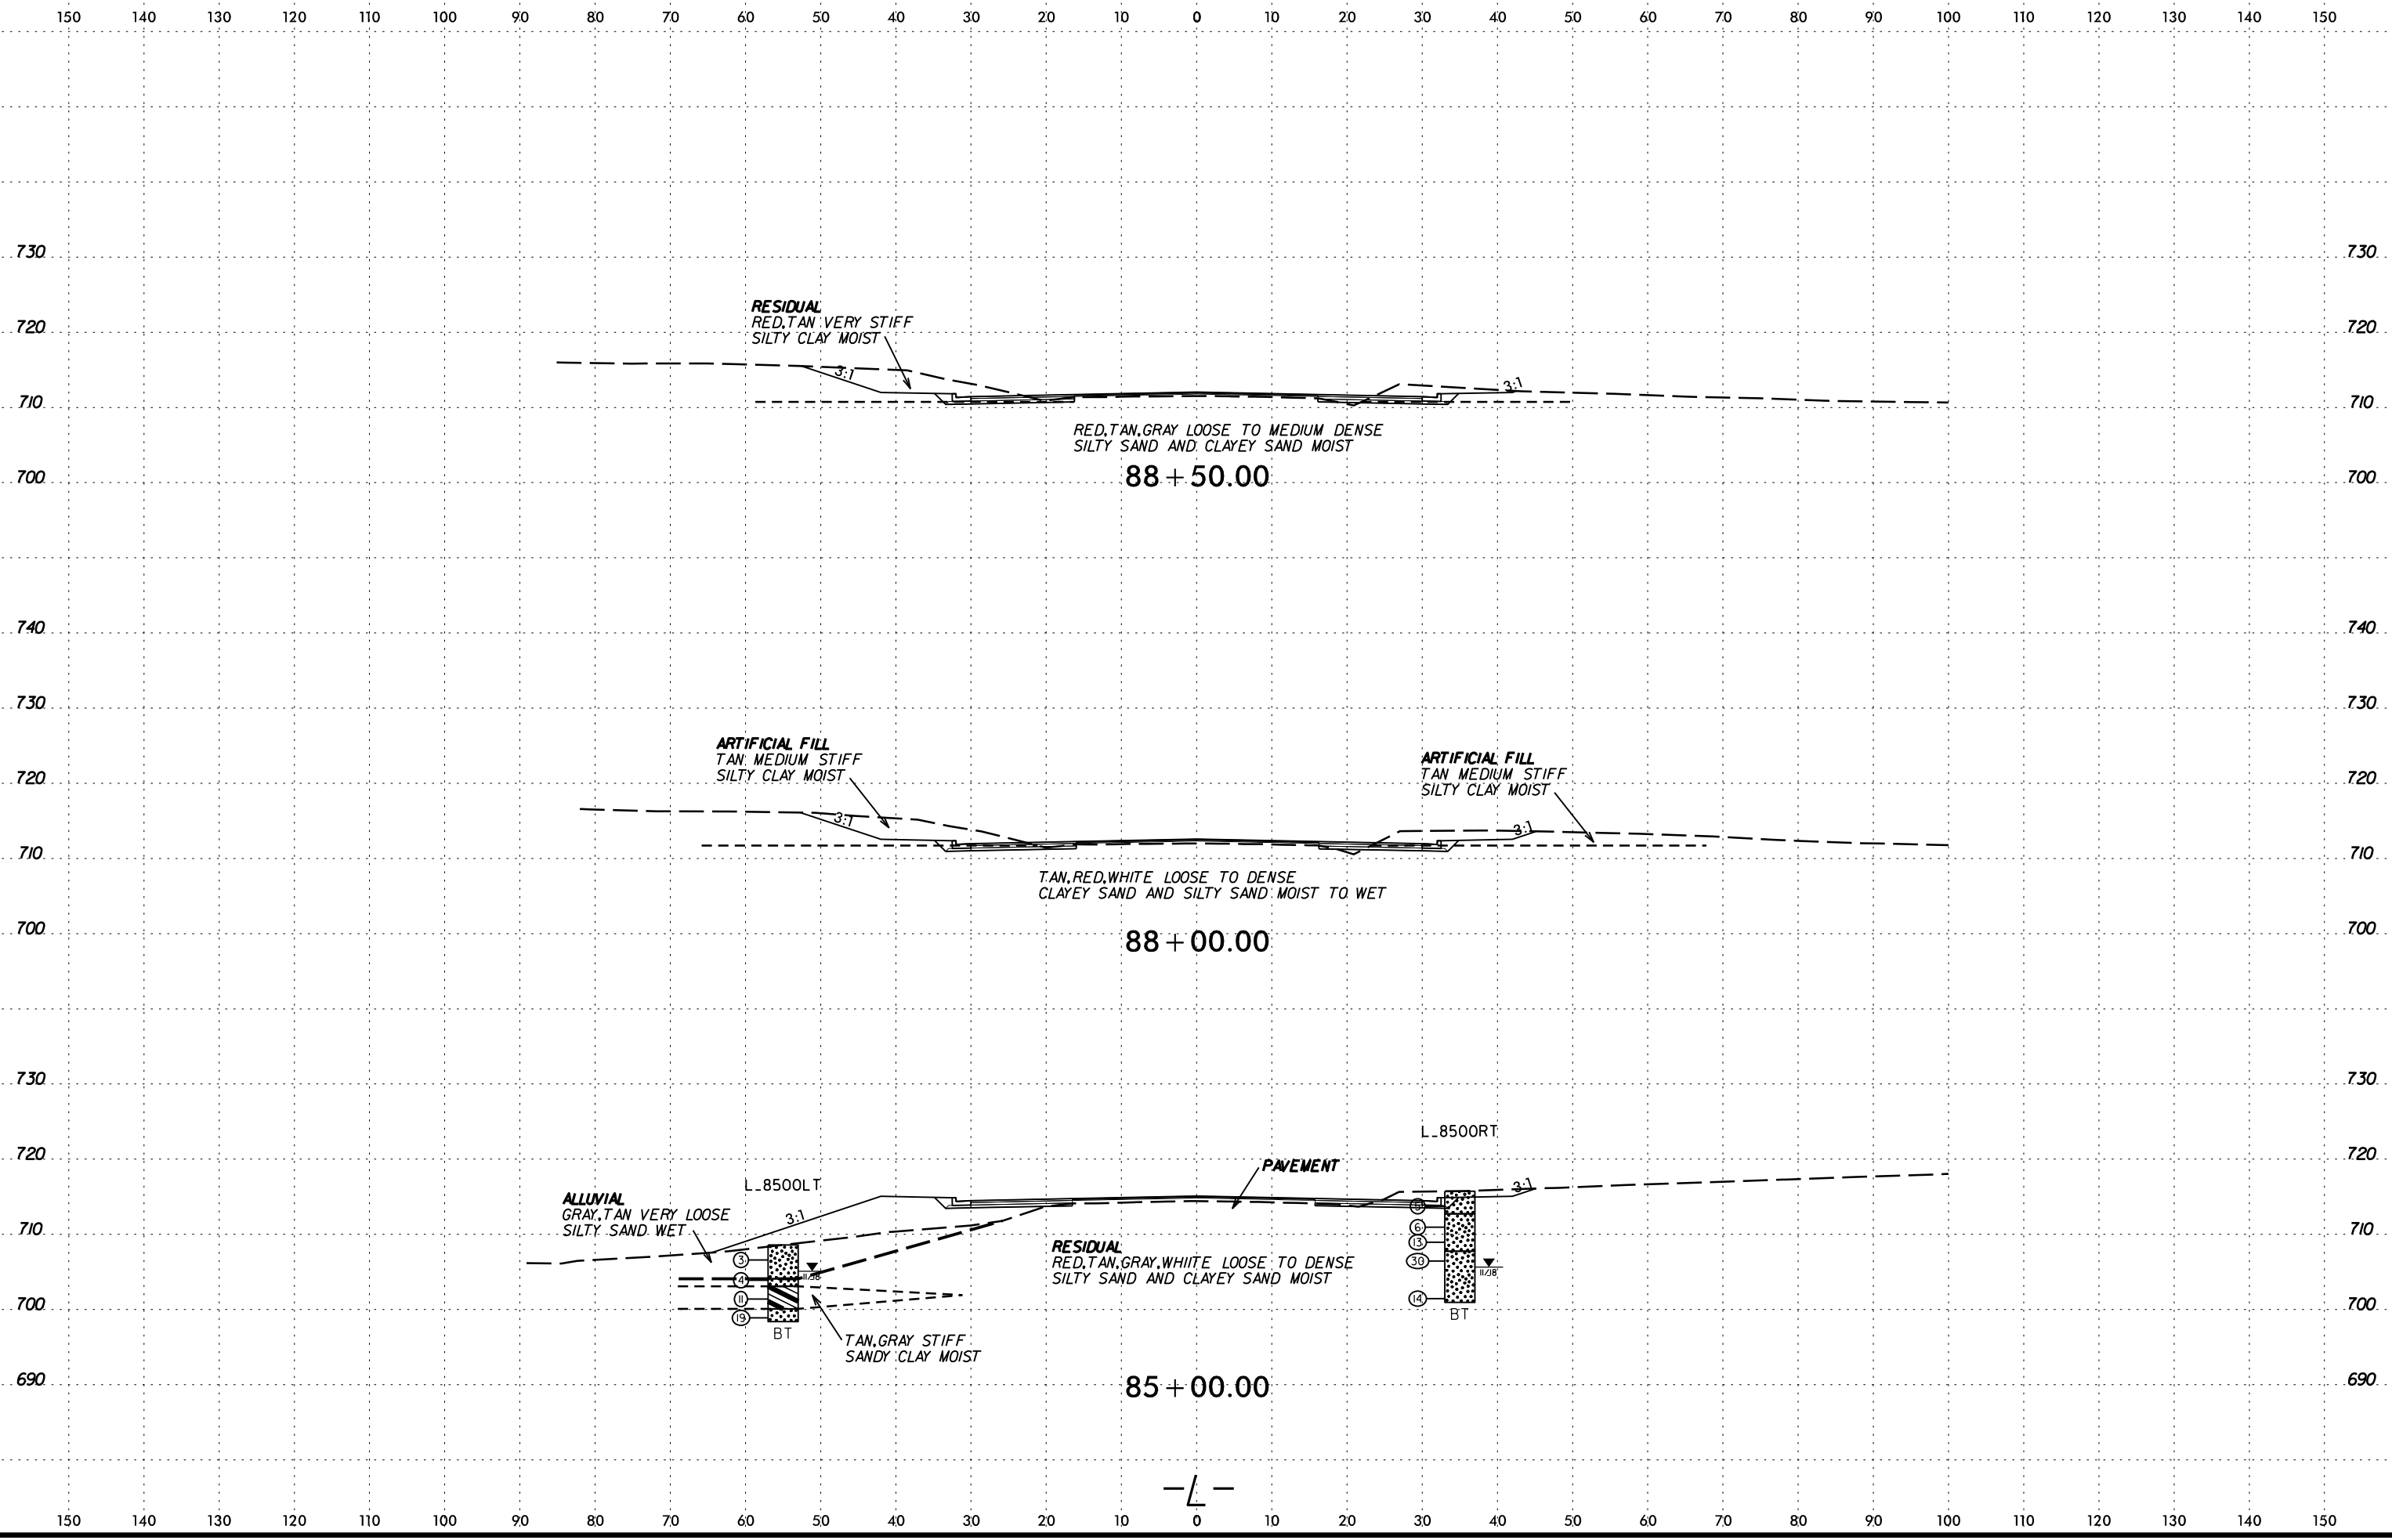 150 140 130 120 110 100 90 80 70 60 50 40 30 20 10 0 10 20 30 40 50 60 70 80 90 100 110 120 130 140 150
730 730
RESIDUAL
RED,TAN VERY STIFF
SILTY CLAY MOIST
720 720
3:1 3:1
710 710
RED,TAN,GRAY LOOSE TO MEDIUM DENSE
SILTY SAND AND CLAYEY SAND MOIST
88+50.00
700 700
740 740
730 730
ARTIFICIAL FILL
TAN MEDIUM STIFF
SILTY CLAY MOIST
ARTIFICIAL FILL
TAN MEDIUM STIFF
SILTY CLAY MOIST
720 720
3:1 3:1
710 710
TAN,RED,WHITE LOOSE TO DENSE
CLAYEY SAND AND SILTY SAND MOIST TO WET
700 700
88+00.00
730 730
L_8500RT
720 720
PAVEMENT
L_8500LT
3:1
ALLUVIAL
GRAY,TAN VERY LOOSE
SILTY SAND WET
3:1
5
6
710 710
13
RESIDUAL
RED,TAN,GRAY,WHIITE LOOSE TO DENSE
SILTY SAND AND CLAYEY SAND MOIST
3
30
11/18
4
11/18
11
14
700 700
19
BT
BT
TAN,GRAY STIFF
SANDY CLAY MOIST
690 690
85+00.00
-L-
150 140 130 120 110 100 90 80 70 60 50 40 30 20 10 0 10 20 30 40 50 60 70 80 90 100 110 120 130 140 150